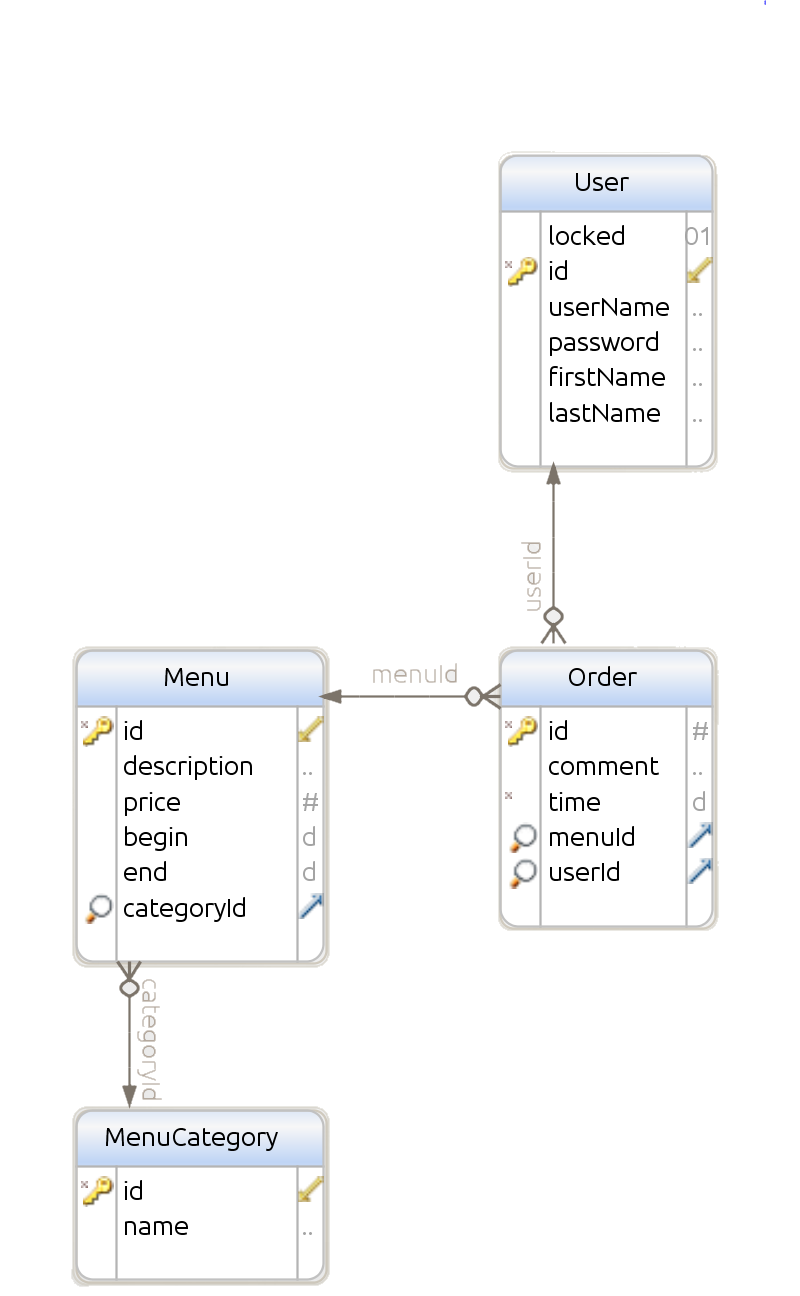 User
locked 01
id
userName ..
password ..
firstName ..
lastName ..
userId
Menu
id
description ..
price #
begin d
end d
categoryId
menuId
Order
id #
comment ..
time d
menuId
userId
categoryId
MenuCategory
id
name ..